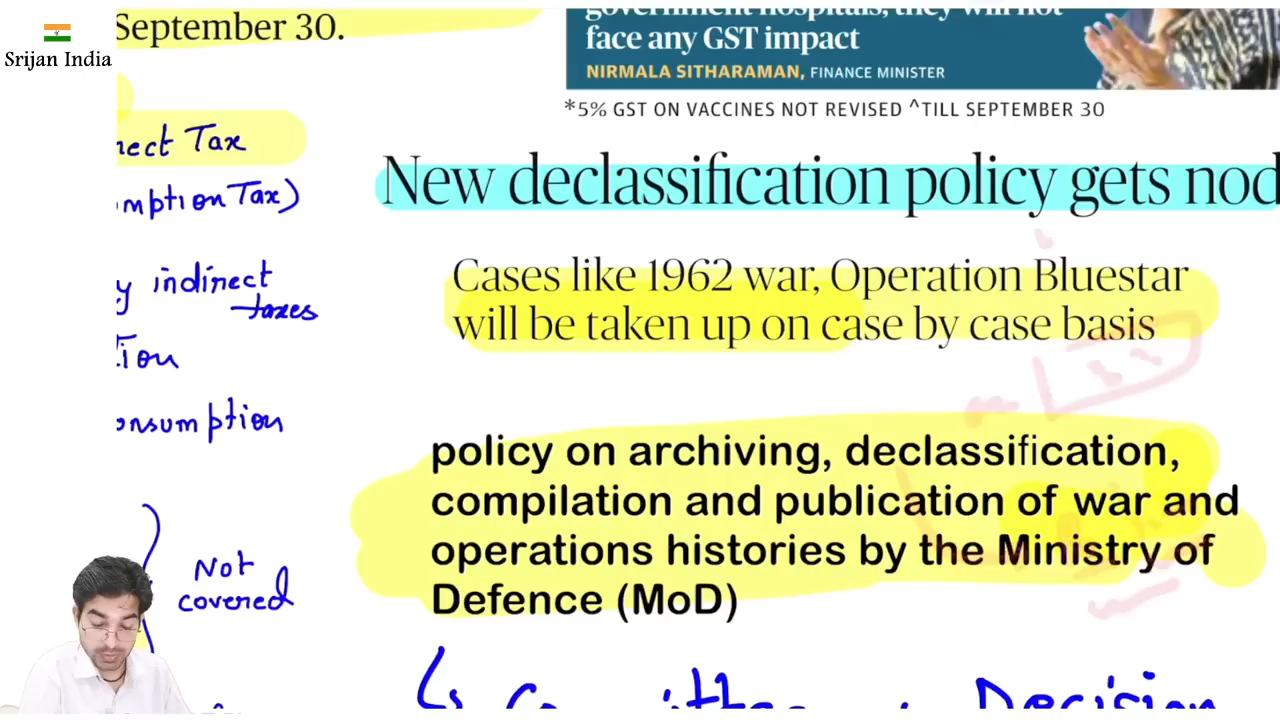 Srijan India
September 30.
government hospitals, they will not
face any GST impact
NIRMALA SITHARAMAN, FINANCE MINISTER
*5% GST ON VACCINES NOT REVISED ^TILL SEPTEMBER 30
rect Tax
mption Tax)
y indirect
taxes
tion
onsumption
Not
covered
New declassification policy gets nod
Cases like 1962 war, Operation Bluestar
will be taken up on case by case basis
policy on archiving, declassification,
compilation and publication of war and
operations histories by the Ministry of
Defence (MoD)
Decision